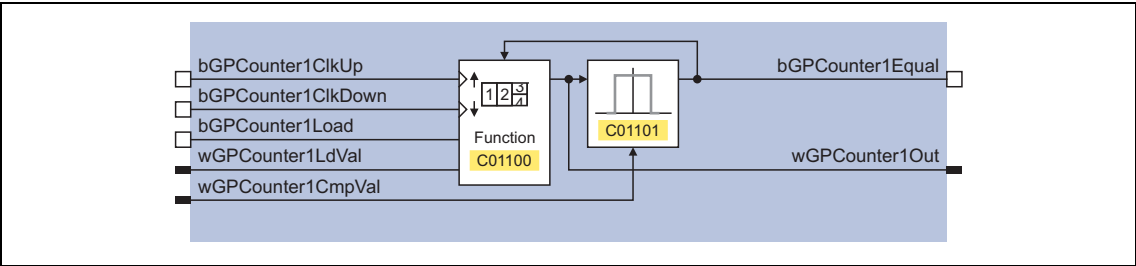 bGPCounter1ClkUp
bGPCounter1ClkDown
bGPCounter1Load
wGPCounter1LdVal
wGPCounter1CmpVal
1 2 3 4
Function
C01100
C01101
bGPCounter1Equal
wGPCounter1Out